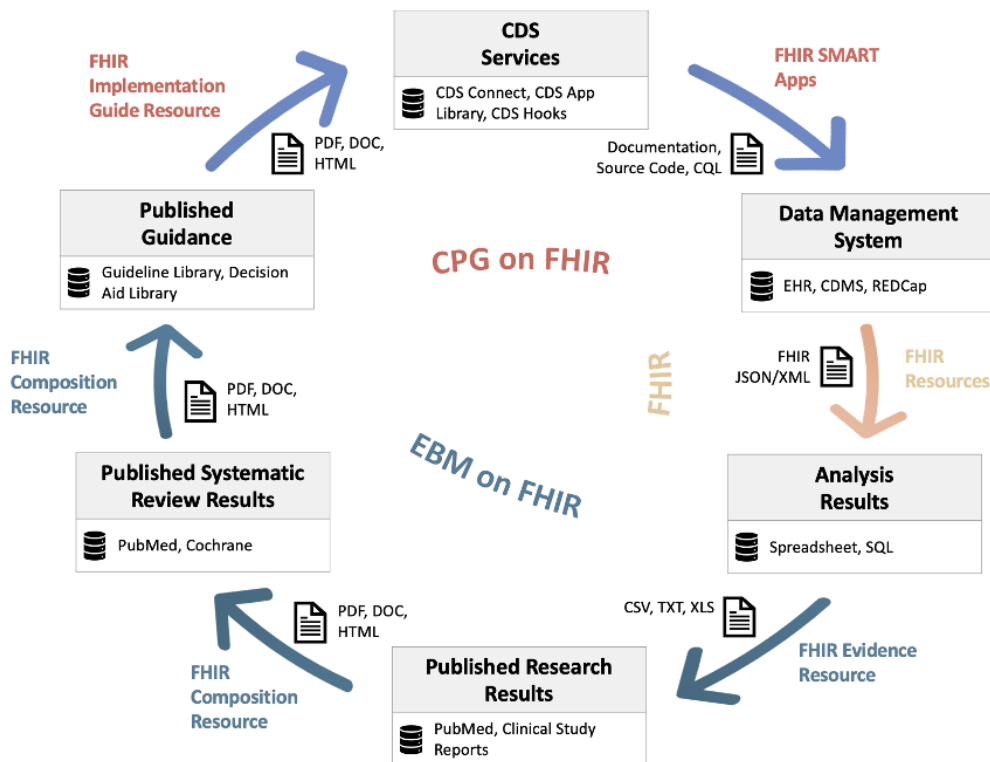 CDS
Services
CDS Connect, CDS App
Library, CDS Hooks
FHIR SMART
Apps
Documentation,
Source Code, CQL
Data Management
System
EHR, CDMS, REDCap
FHIR
JSON/XML
FHIR
Resources
Analysis
Results
Spreadsheet, SQL
CSV, TXT, XLS
FHIR Evidence
Resource
Published Research
Results
PubMed, Clinical Study
Reports
PDF, DOC,
HTML
FHIR
Composition
Resource
Published Systematic
Review Results
PubMed, Cochrane
PDF, DOC,
HTML
FHIR
Composition
Resource
Published
Guidance
Guideline Library, Decision
Aid Library
PDF, DOC,
HTML
FHIR
Implementation
Guide Resource
CPG on FHIR
FHIR
EBM on FHIR